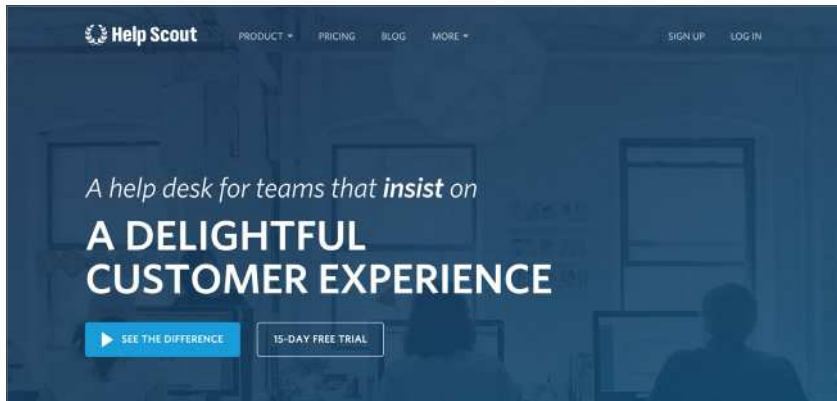 Help Scout PRODUCT PRICING BLOG MORE SIGN UP LOG IN
A help desk for teams that insist on
A DELIGHTFUL
CUSTOMER EXPERIENCE
SEE THE DIFFERENCE 15-DAY FREE TRIAL